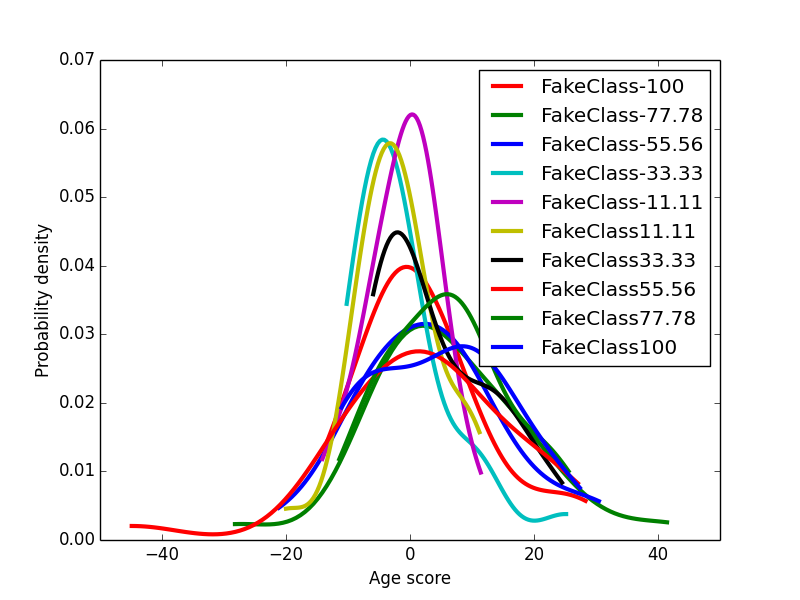 0.07
0.06
0.05
0.04
0.03
0.02
0.01
0.00
Probability density
FakeClass-100
FakeClass-77.78
FakeClass-55.56
FakeClass-33.33
FakeClass-11.11
FakeClass11.11
FakeClass33.33
FakeClass55.56
FakeClass77.78
FakeClass100
−40 −20 0 20 40
Age score